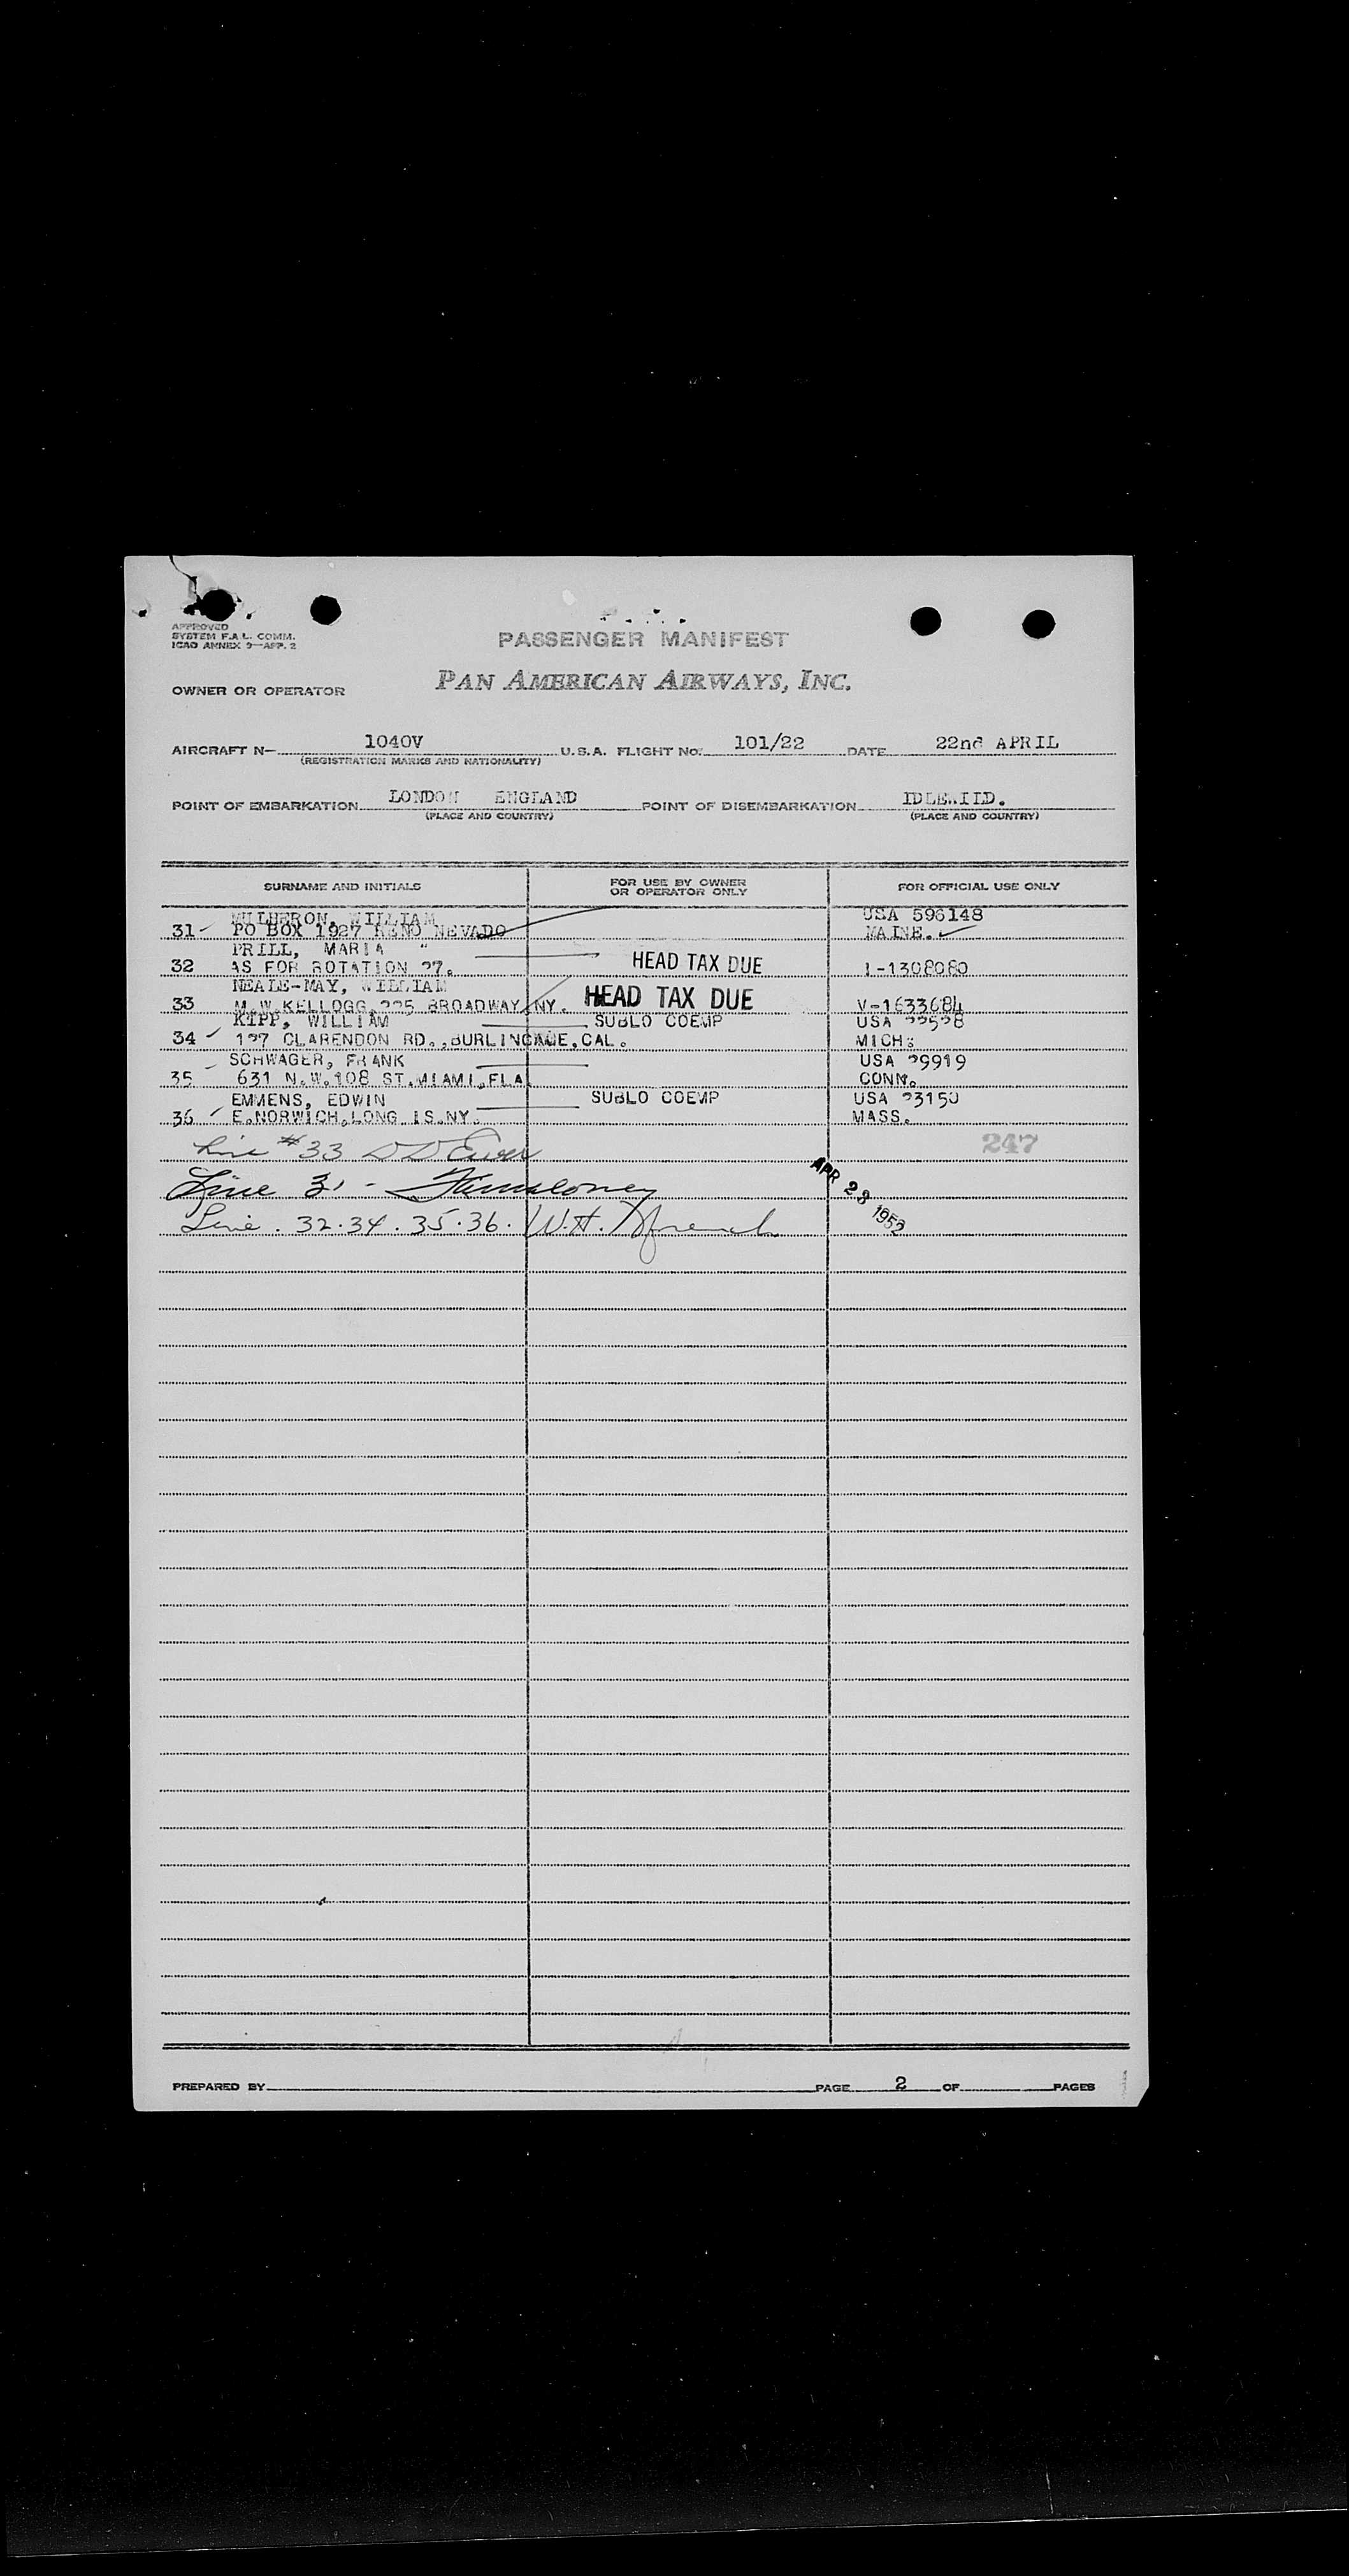 APPROVED
SYSTEM F.A.L. COMM.
ICAO ANNEX 9—APP. 2
PASSENGER MANIFEST
OWNER OR OPERATOR PAN AMERICAN AIRWAYS, INC.
AIRCRAFT N— 1040V U.S.A. FLIGHT NO. 101/22 DATE 22nd APRIL
(REGISTRATION MARKS AND NATIONALITY)
POINT OF EMBARKATION LONDON ENGLAND POINT OF DISEMBARKATION IDLEWILD.
(PLACE AND COUNTRY) (PLACE AND COUNTRY)
SURNAME AND INITIALS FOR USE BY OWNER OR OPERATOR ONLY FOR OFFICIAL USE ONLY
WILLIAM USA 596148
31 PO BOX 1927 RENO NEVADO MAINE.
PRILL, MARIA "
32 AS FOR ROTATION 27. HEAD TAX DUE I-1308080
NEALE-MAY, WILLIAM
33 M.W.KELLOGG,225 BROADWAY,NY. HEAD TAX DUE V-1633684
KIPP, WILLIAM SUBLO COEMP USA 22528
34 127 CLARENDON RD.,BURLINGAME,CAL. MICH.
SCHWAGER, FRANK USA 29919
35 631 N.W.108 ST.MIAMI,FLA CONN.
EMMENS, EDWIN SUBLO COEMP USA 23150
36 E.NORWICH,LONG IS.NY. MASS.
Line #33 247
Line 31 - APR 23 1952
Line . 32.34.35.36. W.H.
PREPARED BY PAGE 2 OF PAGES